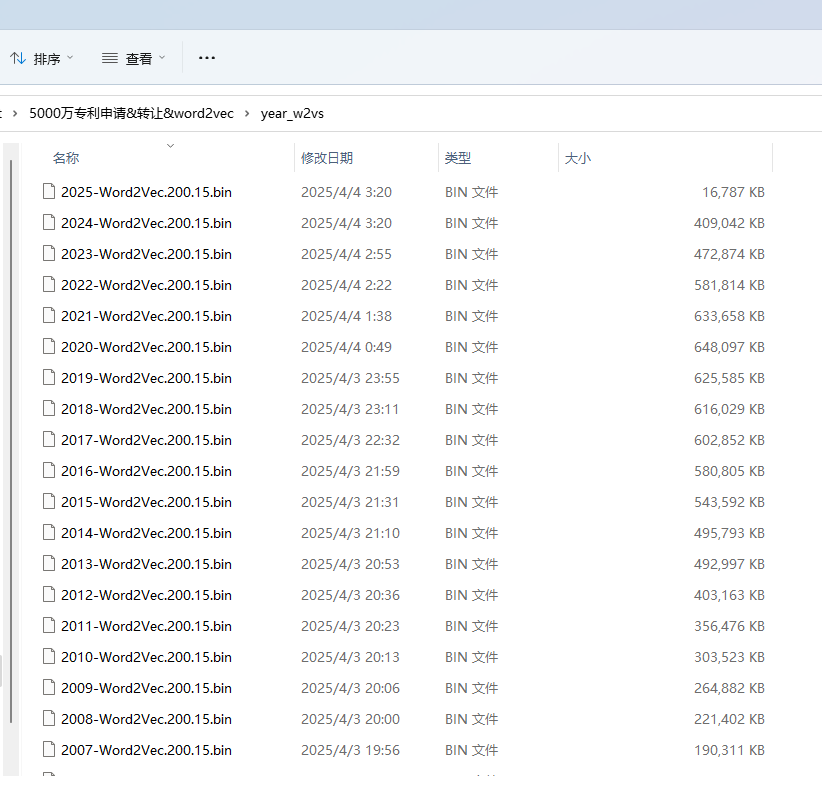 排序 查看 ...
5000万专利申请&转让&word2vec > year_w2vs
名称 修改日期 类型 大小
2025-Word2Vec.200.15.bin 2025/4/4 3:20 BIN 文件 16,787 KB
2024-Word2Vec.200.15.bin 2025/4/4 3:20 BIN 文件 409,042 KB
2023-Word2Vec.200.15.bin 2025/4/4 2:55 BIN 文件 472,874 KB
2022-Word2Vec.200.15.bin 2025/4/4 2:22 BIN 文件 581,814 KB
2021-Word2Vec.200.15.bin 2025/4/4 1:38 BIN 文件 633,658 KB
2020-Word2Vec.200.15.bin 2025/4/4 0:49 BIN 文件 648,097 KB
2019-Word2Vec.200.15.bin 2025/4/3 23:55 BIN 文件 625,585 KB
2018-Word2Vec.200.15.bin 2025/4/3 23:11 BIN 文件 616,029 KB
2017-Word2Vec.200.15.bin 2025/4/3 22:32 BIN 文件 602,852 KB
2016-Word2Vec.200.15.bin 2025/4/3 21:59 BIN 文件 580,805 KB
2015-Word2Vec.200.15.bin 2025/4/3 21:31 BIN 文件 543,592 KB
2014-Word2Vec.200.15.bin 2025/4/3 21:10 BIN 文件 495,793 KB
2013-Word2Vec.200.15.bin 2025/4/3 20:53 BIN 文件 492,997 KB
2012-Word2Vec.200.15.bin 2025/4/3 20:36 BIN 文件 403,163 KB
2011-Word2Vec.200.15.bin 2025/4/3 20:23 BIN 文件 356,476 KB
2010-Word2Vec.200.15.bin 2025/4/3 20:13 BIN 文件 303,523 KB
2009-Word2Vec.200.15.bin 2025/4/3 20:06 BIN 文件 264,882 KB
2008-Word2Vec.200.15.bin 2025/4/3 20:00 BIN 文件 221,402 KB
2007-Word2Vec.200.15.bin 2025/4/3 19:56 BIN 文件 190,311 KB